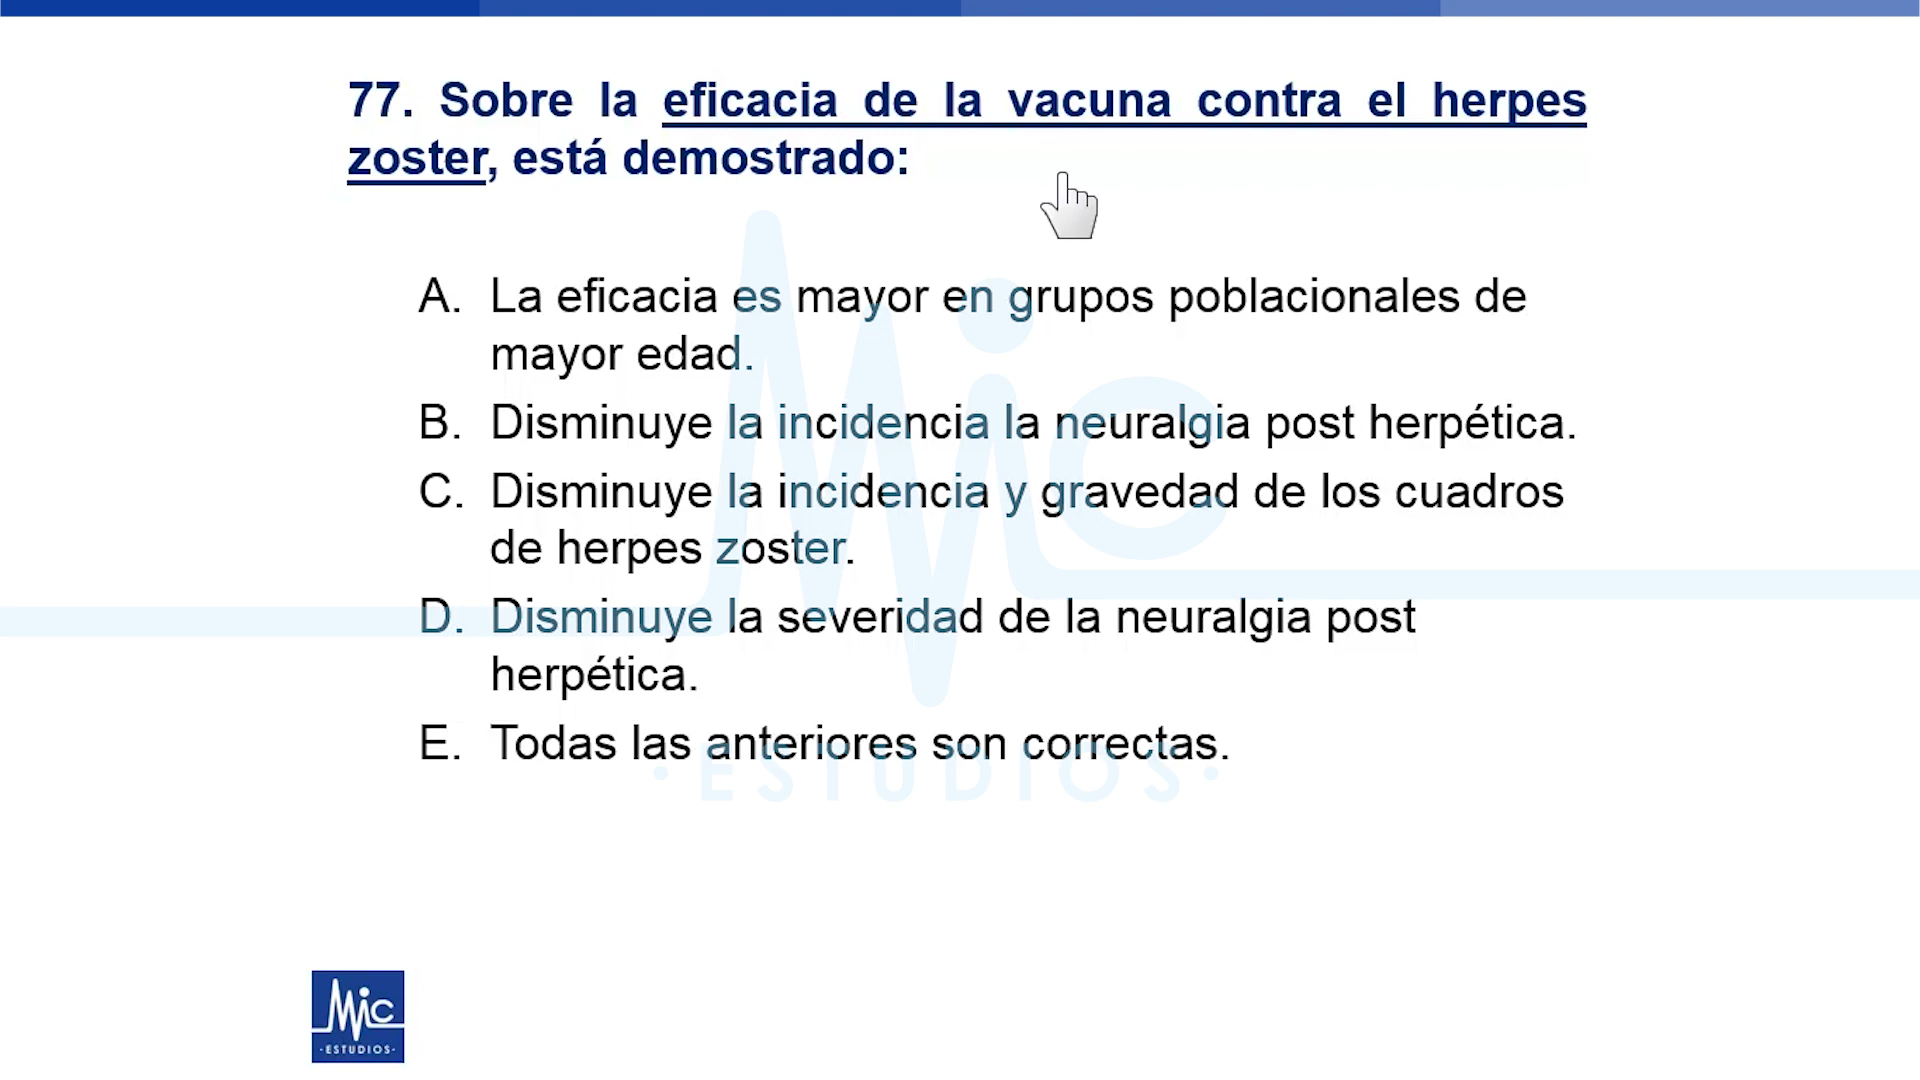 77. Sobre la eficacia de la vacuna contra el herpes
zoster, está demostrado:
A. La eficacia es mayor en grupos poblacionales de
mayor edad.
B. Disminuye la incidencia la neuralgia post herpética.
C. Disminuye la incidencia y gravedad de los cuadros
de herpes zoster.
D. Disminuye la severidad de la neuralgia post
herpética.
E. Todas las anteriores son correctas.
Mic
·ESTUDIOS·
Mic
·ESTUDIOS·